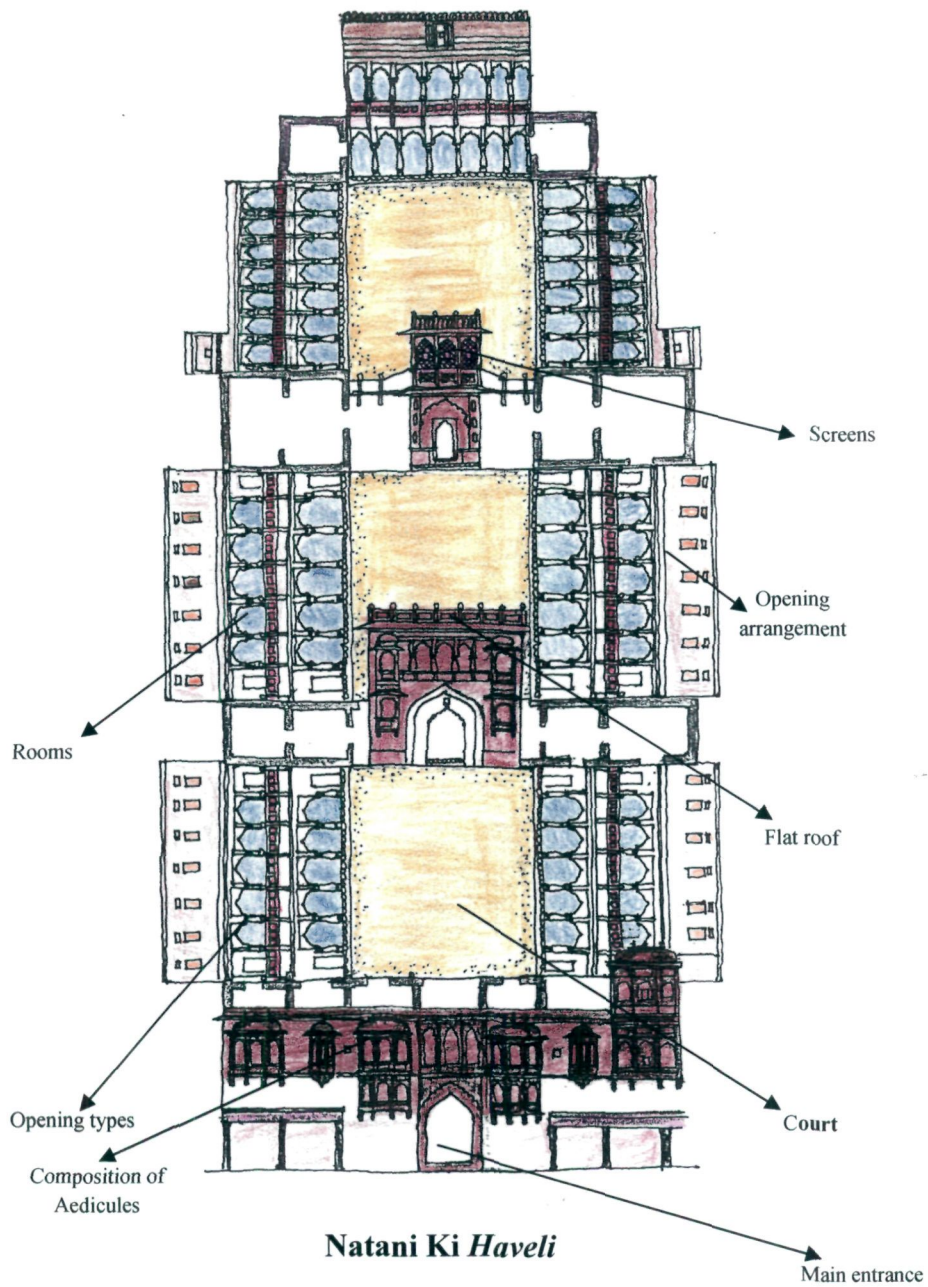 Screens
Opening
arrangement
Rooms
Flat roof
Opening types
Court
Composition of
Aedicules
Natani Ki Haveli
Main entrance